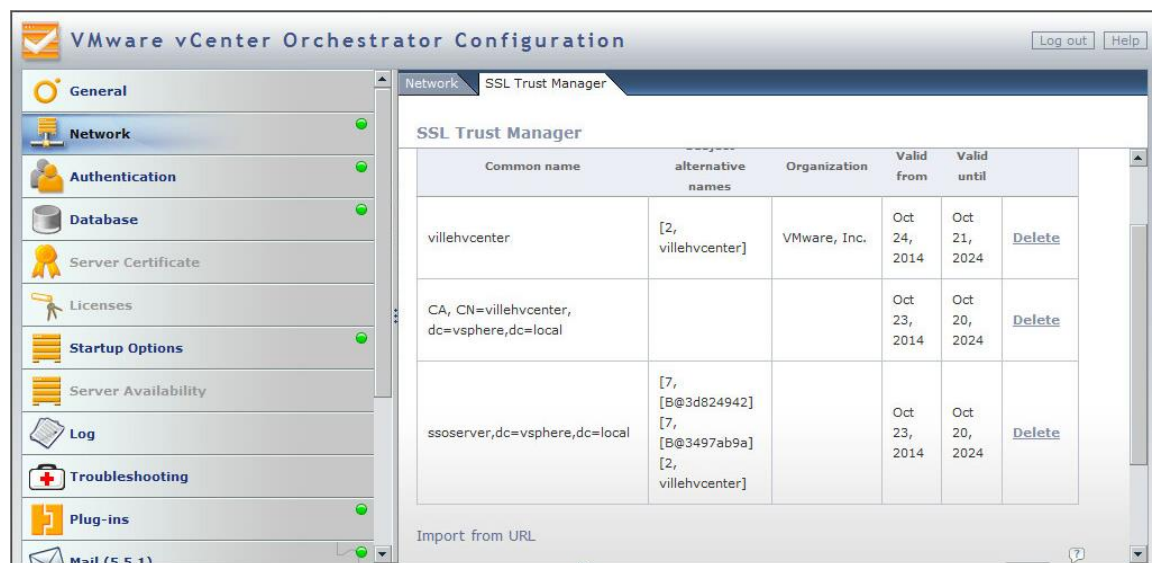 VMware vCenter Orchestrator Configuration
Log out
Help
General
Network
Authentication
Database
Server Certificate
Licenses
Startup Options
Server Availability
Log
Troubleshooting
Plug-ins
Mail (5.5.1)
Network
SSL Trust Manager
SSL Trust Manager
Common name
alternative
names
Organization
Valid
from
Valid
until
villehvcenter
[2,
villehvcenter]
VMware, Inc.
Oct
24,
2014
Oct
21,
2024
Delete
CA, CN=villehvcenter,
dc=vsphere,dc=local
Oct
23,
2014
Oct
20,
2024
Delete
ssoserver,dc=vsphere,dc=local
[7,
[B@3d824942]
[7,
[B@3497ab9a]
[2,
villehvcenter]
Oct
23,
2014
Oct
20,
2024
Delete
Import from URL
?